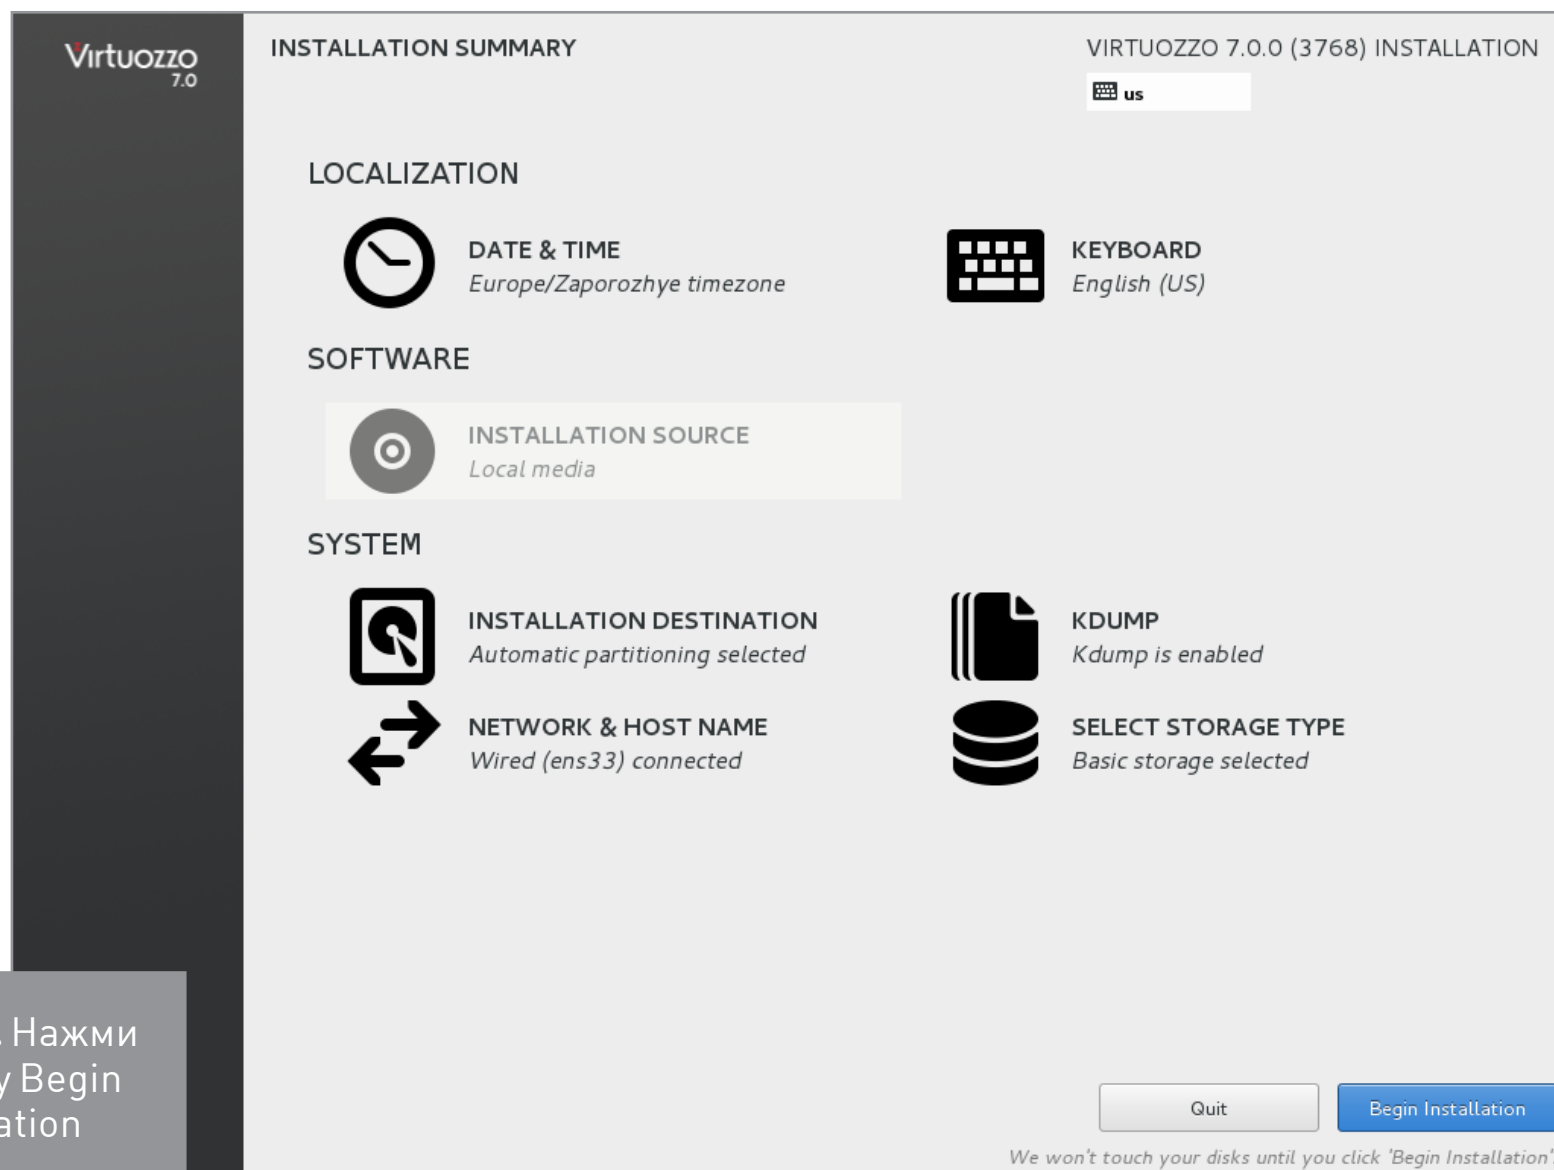 Virtuozzo
7.0
INSTALLATION SUMMARY
VIRTUOZZO 7.0.0 (3768) INSTALLATION
us
LOCALIZATION
DATE & TIME
Europe/Zaporozhye timezone
KEYBOARD
English (US)
SOFTWARE
INSTALLATION SOURCE
Local media
SYSTEM
INSTALLATION DESTINATION
Automatic partitioning selected
KDUMP
Kdump is enabled
NETWORK & HOST NAME
Wired (ens33) connected
SELECT STORAGE TYPE
Basic storage selected
. Нажми
у Begin
ation
Quit
Begin Installation
We won't touch your disks until you click 'Begin Installation'.